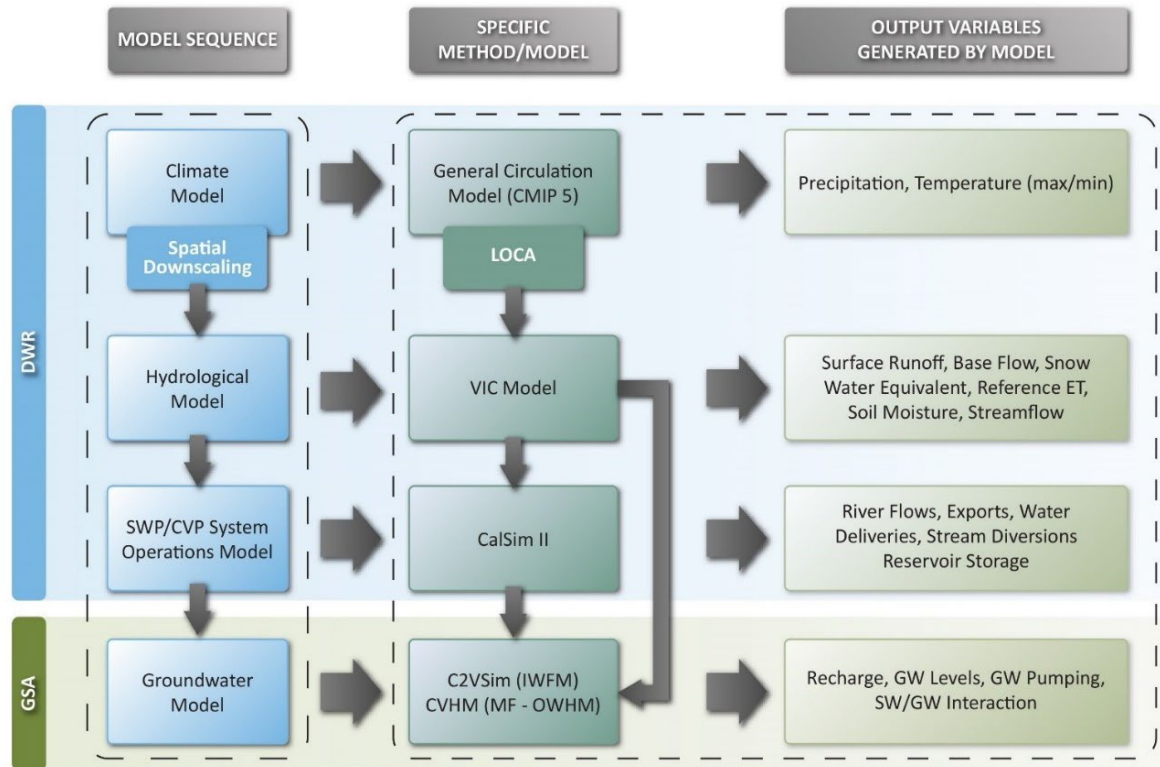 MODEL SEQUENCE
SPECIFIC
METHOD/MODEL
OUTPUT VARIABLES
GENERATED BY MODEL
DWR
Climate
Model
General Circulation
Model (CMIP 5)
Precipitation, Temperature (max/min)
Spatial
Downscaling
LOCA
Hydrological
Model
VIC Model
Surface Runoff, Base Flow, Snow
Water Equivalent, Reference ET,
Soil Moisture, Streamflow
SWP/CVP System
Operations Model
CalSim II
River Flows, Exports, Water
Deliveries, Stream Diversions
Reservoir Storage
GSA
Groundwater
Model
C2VSim (IWFM)
CVHM (MF - OWHM)
Recharge, GW Levels, GW Pumping,
SW/GW Interaction